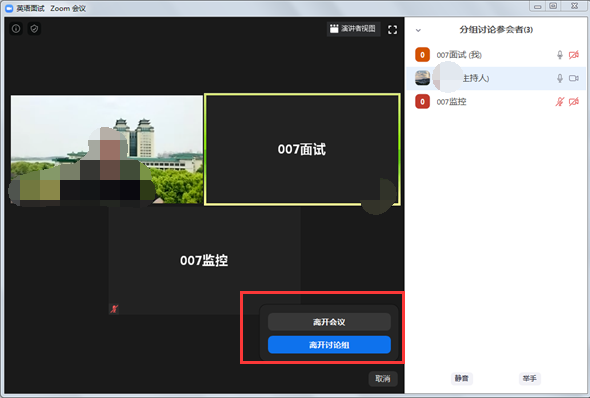 英语面试 Zoom 会议
演讲者视图
分组讨论参会者(3)
0 007面试 (我)
主持人)
0 007监控
007面试
007监控
离开会议
离开讨论组
取消
静音
举手